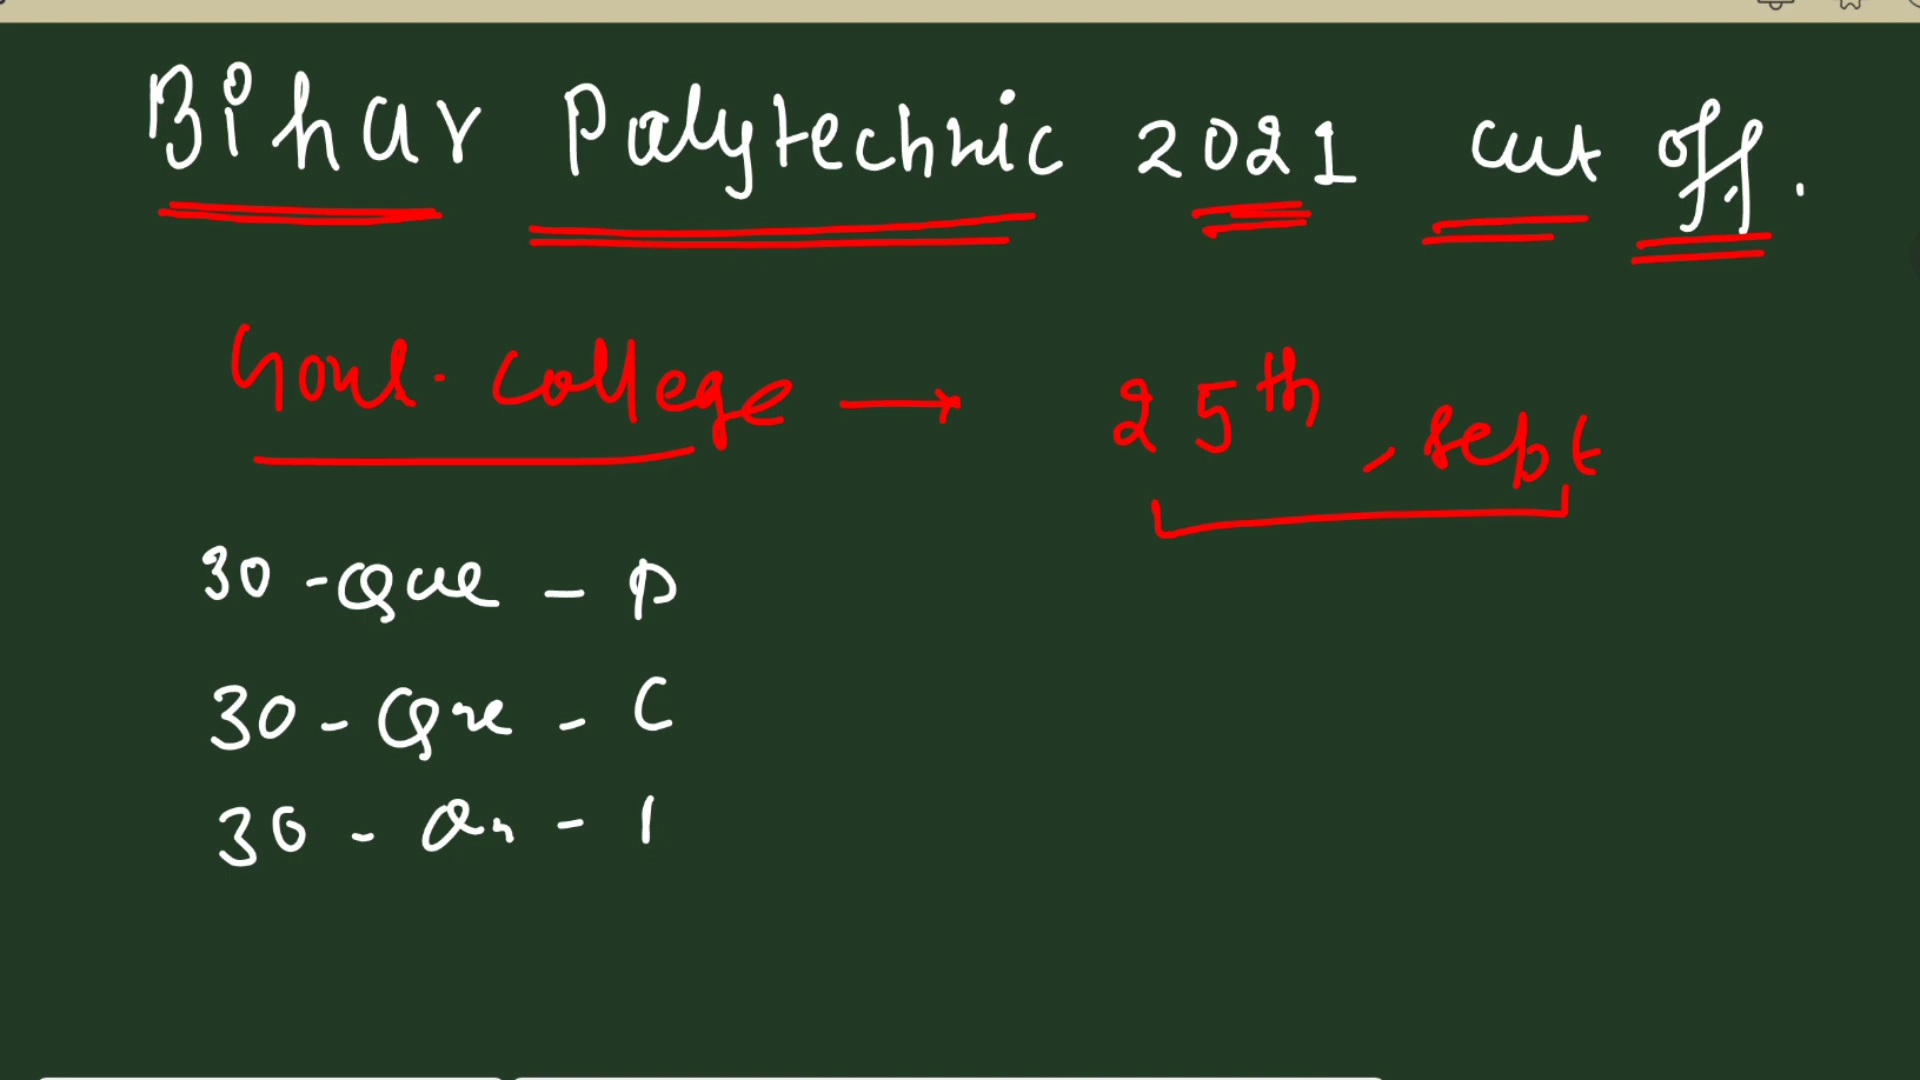 Bihar Polytechnic 2021 cut off.
Govt. College → 25th, sept
30 - Que - P
30 - Que - C
30 - Qn - 1